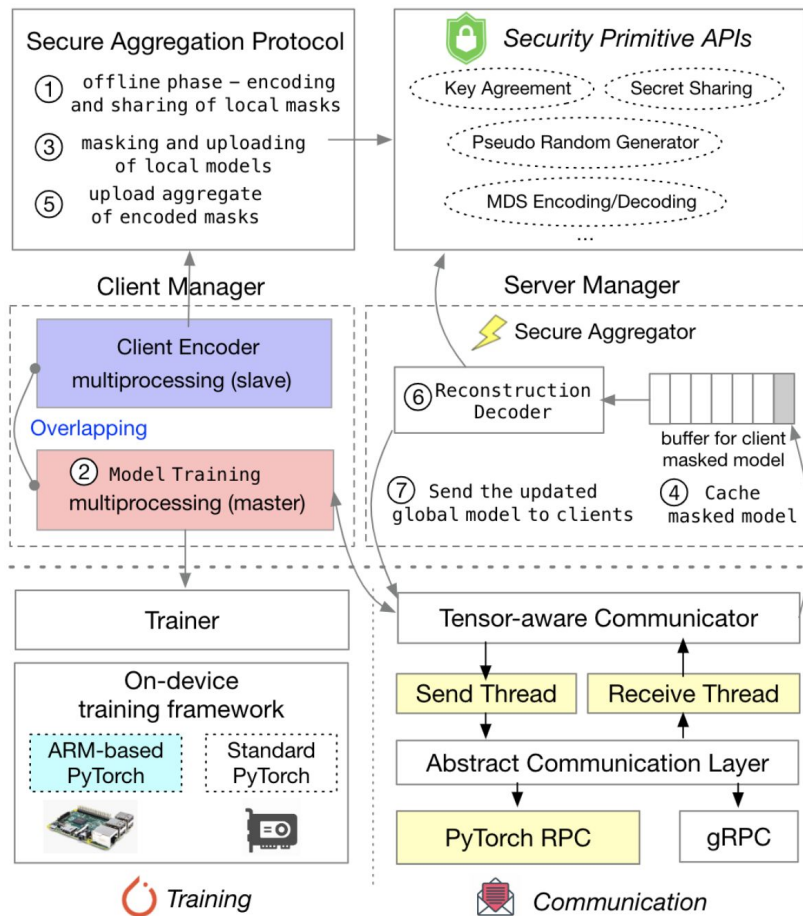 Secure Aggregation Protocol
① offline phase – encoding
and sharing of local masks
③ masking and uploading
of local models
⑤ upload aggregate
of encoded masks
Security Primitive APIs
Key Agreement
Secret Sharing
Pseudo Random Generator
MDS Encoding/Decoding
...
Client Manager
Client Encoder
multiprocessing (slave)
Overlapping
② Model Training
multiprocessing (master)
Server Manager
Secure Aggregator
⑥ Reconstruction
Decoder
buffer for client
masked model
⑦ Send the updated
global model to clients
④ Cache
masked model
Trainer
On-device
training framework
ARM-based
PyTorch
Standard
PyTorch
Training
Tensor-aware Communicator
Send Thread
Receive Thread
Abstract Communication Layer
PyTorch RPC
gRPC
Communication